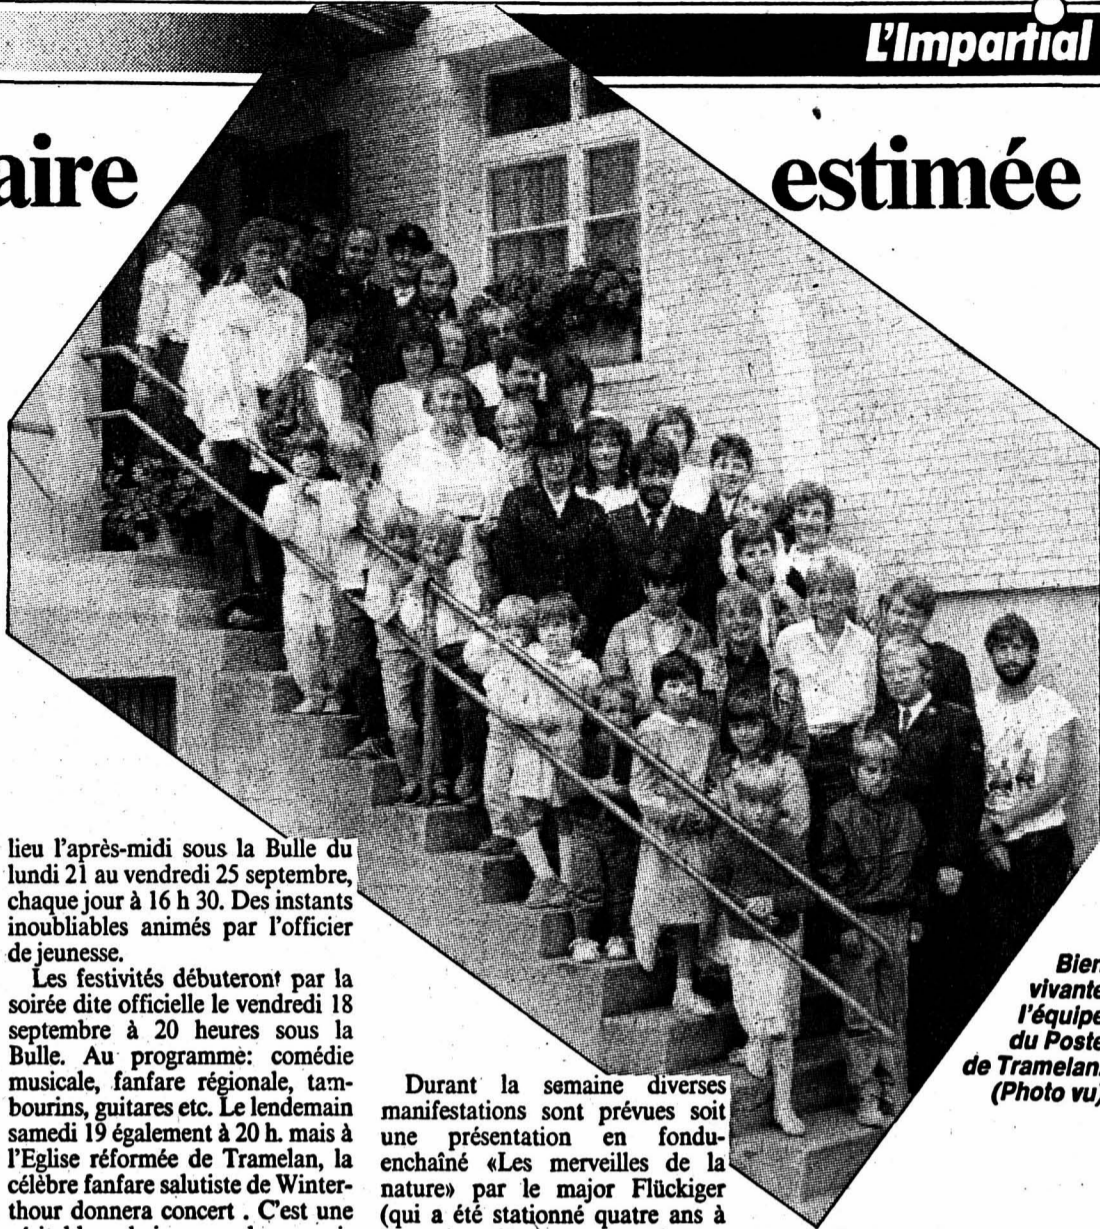 L'Impartial
aire estimée
lieu l'après-midi sous la Bulle du
lundi 21 au vendredi 25 septembre,
chaque jour à 16 h 30. Des instants
inoubliables animés par l'officier
de jeunesse.
Les festivités débuteront par la
soirée dite officielle le vendredi 18
septembre à 20 heures sous la
Bulle. Au programme: comédie
musicale, fanfare régionale, tam-
bourins, guitares etc. Le lendemain
samedi 19 également à 20 h. mais à
l'Eglise réformée de Tramelan, la
célèbre fanfare salutiste de Winter-
thour donnera concert . C'est une
Durant la semaine diverses
manifestations sont prévues soit
une présentation en fondu-
enchaîné «Les merveilles de la
nature» par le major Flückiger
(qui a été stationné quatre ans à
Bien
vivante
l'équipe
du Poste
de Tramelan.
(Photo vu)